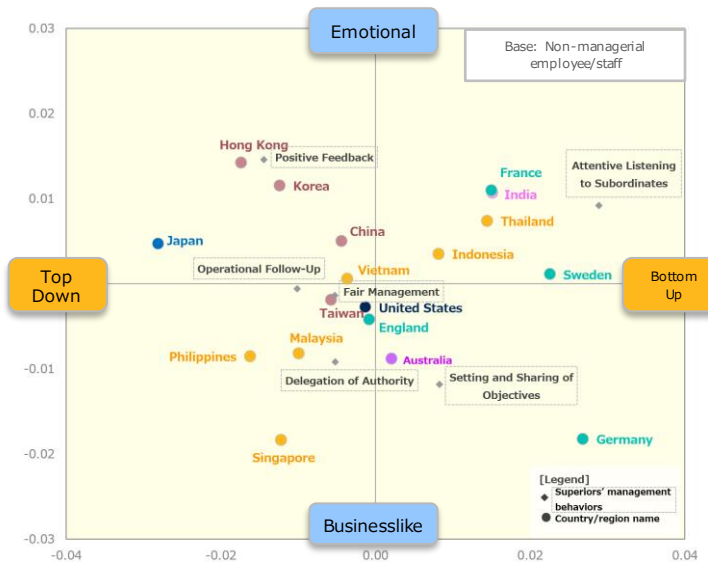 0.03
Emotional
Base: Non-managerial
employee/staff
0.02
Hong Kong
Positive Feedback
Korea
France
India
Attentive Listening
to Subordinates
0.01
Thailand
China
Japan
Indonesia
Operational Follow-Up
Vietnam
Sweden
Top
Down
0.00
Bottom
Up
Fair Management
Taiwan
United States
England
Malaysia
Philippines
Australia
-0.01
Delegation of Authority
Setting and Sharing of
Objectives
Germany
-0.02
Singapore
[Legend]
Superiors' management
behaviors
Country/region name
Businesslike
-0.03
-0.04
-0.02
0.00
0.02
0.04